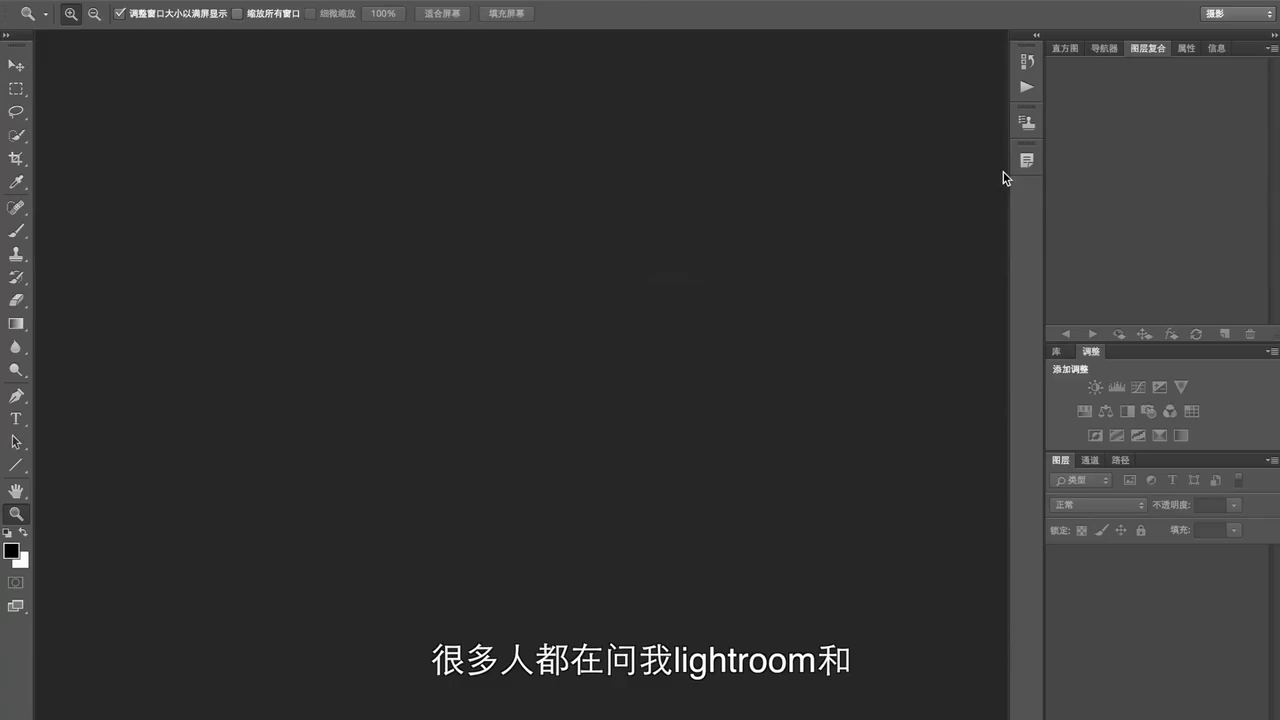 调整窗口大小以满屏显示 缩放所有窗口 细微缩放 100% 适合屏幕 填充屏幕 摄影
直方图 导航器 图层复合 属性 信息
库 调整
添加调整
图层 通道 路径
类型
正常 不透明度:
锁定: 填充:
很多人都在问我lightroom和